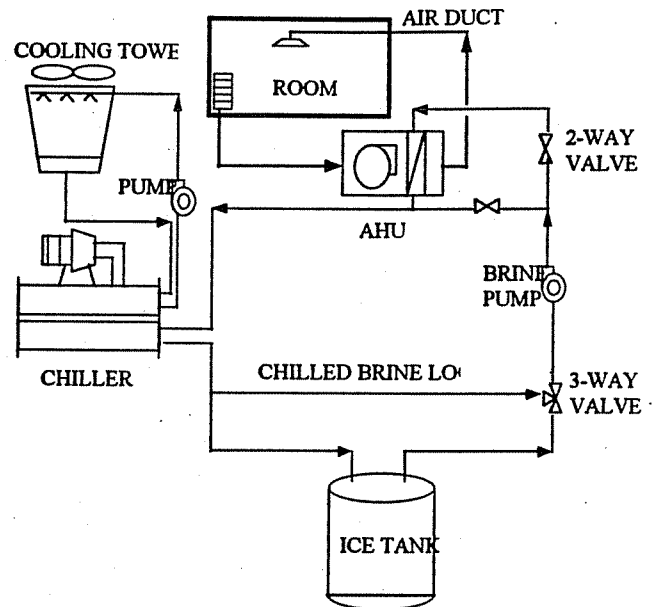 AIR DUCT
COOLING TOWE
ROOM
2-WAY
VALVE
PUMP
AHU
BRINE
PUMP
CHILLER
CHILLED BRINE LO
3-WAY
VALVE
ICE TANK